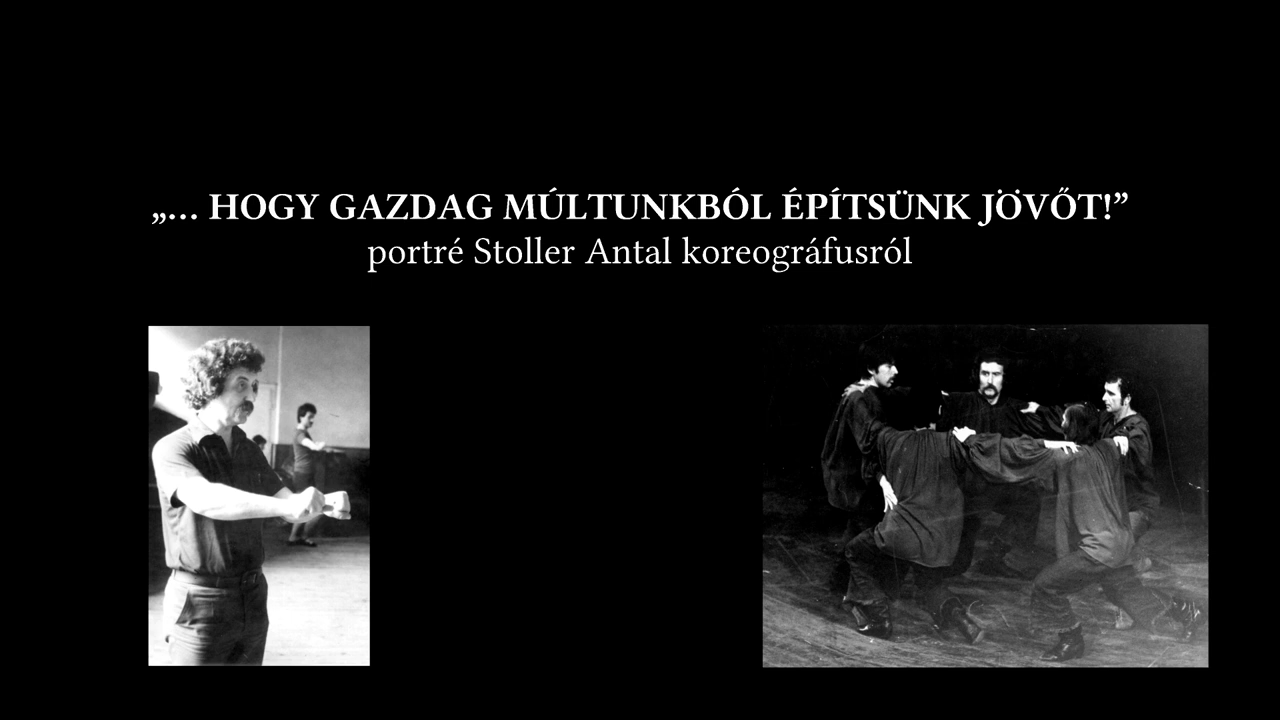 „... HOGY GAZDAG MÚLTUNKBÓL ÉPÍTSÜNK JÖVŐT!”
portré Stoller Antal koreográfusról